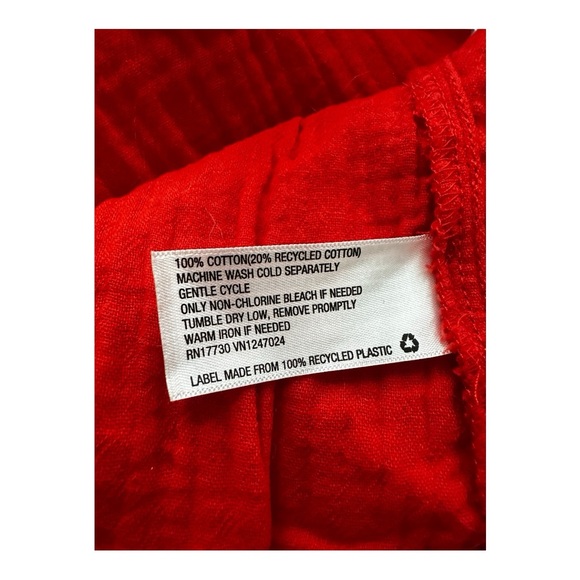 100% COTTON(20% RECYCLED COTTON)
MACHINE WASH COLD SEPARATELY
GENTLE CYCLE
ONLY NON-CHLORINE BLEACH IF NEEDED
TUMBLE DRY LOW, REMOVE PROMPTLY
WARM IRON IF NEEDED
RN17730 VN1247024
LABEL MADE FROM 100% RECYCLED PLASTIC